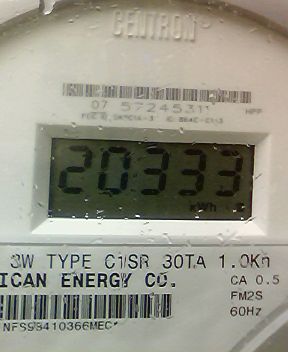 CENTRON
07 57245311
20333
kWh
3W TYPE C1SR 30TA 1.0Kh
ICAN ENERGY CO.
CA 0.5
FM2S
60Hz